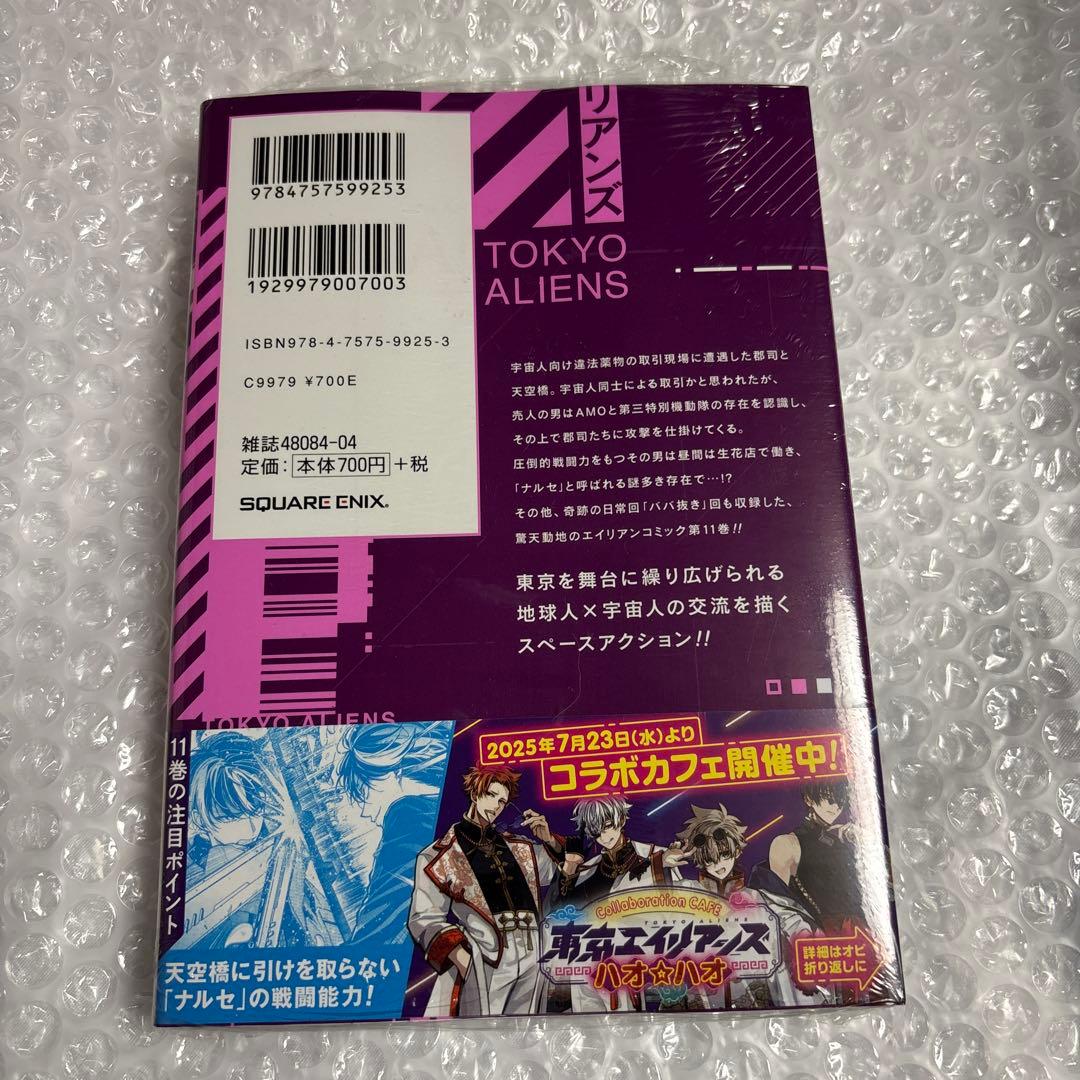 リアンズ
TOKYO
ALIENS
9784757599253
1929979007003
ISBN978-4-7575-9925-3
C9979 ¥700E
雑誌48084-04
定価：本体700円+税
SQUARE ENIX®
宇宙人向け違法薬物の取引現場に遭遇した郡司と
天空橋。宇宙人同士による取引かと思われたが、
売人の男はAMOと第三特別機動隊の存在を認識し、
その上で郡司たちに攻撃を仕掛けてくる。
圧倒的戦闘力をもつその男は昼間は生花店で働き、
「ナルセ」と呼ばれる謎多き存在で…!?
その他、奇跡の日常回「ババ抜き」回も収録した、
驚天動地のエイリアンコミック第11巻!!
東京を舞台に繰り広げられる
地球人×宇宙人の交流を描く
スペースアクション!!
TOKYO ALIENS
11巻の注目ポイント
天空橋に引けを取らない
「ナルセ」の戦闘能力!
2025年7月23日(水)より
コラボカフェ開催中!
Collaboration CAFE
TOKYO ALIENS
東京エイリアンズ
ハオ☆ハオ
詳細はオビ
折り返しに